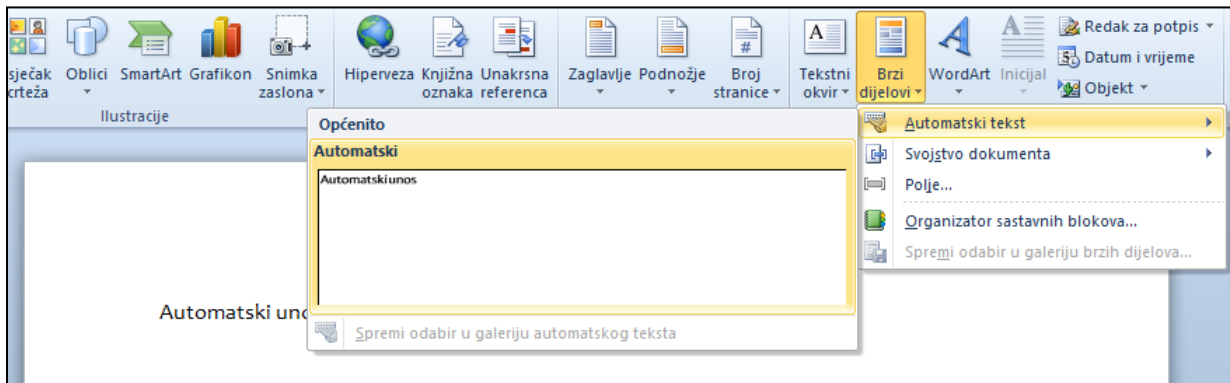 sječak Oblici SmartArt Grafikon Snimka Hiperveza Knjižna Unakrsna Zaglavlje Podnožje Broj Tekstni Brzi WordArt Inicijal Redak za potpis
crteža zaslona oznaka referenca stranice okvir dijelovi Datum i vrijeme
Objekt
Ilustracije
Općenito
Automatski
Automatskiunos
Spremi odabir u galeriju automatskog teksta
Automatski tekst
Svojstvo dokumenta
Polje...
Organizator sastavnih blokova...
Spremi odabir u galeriju brzih dijelova...
Automatski uno